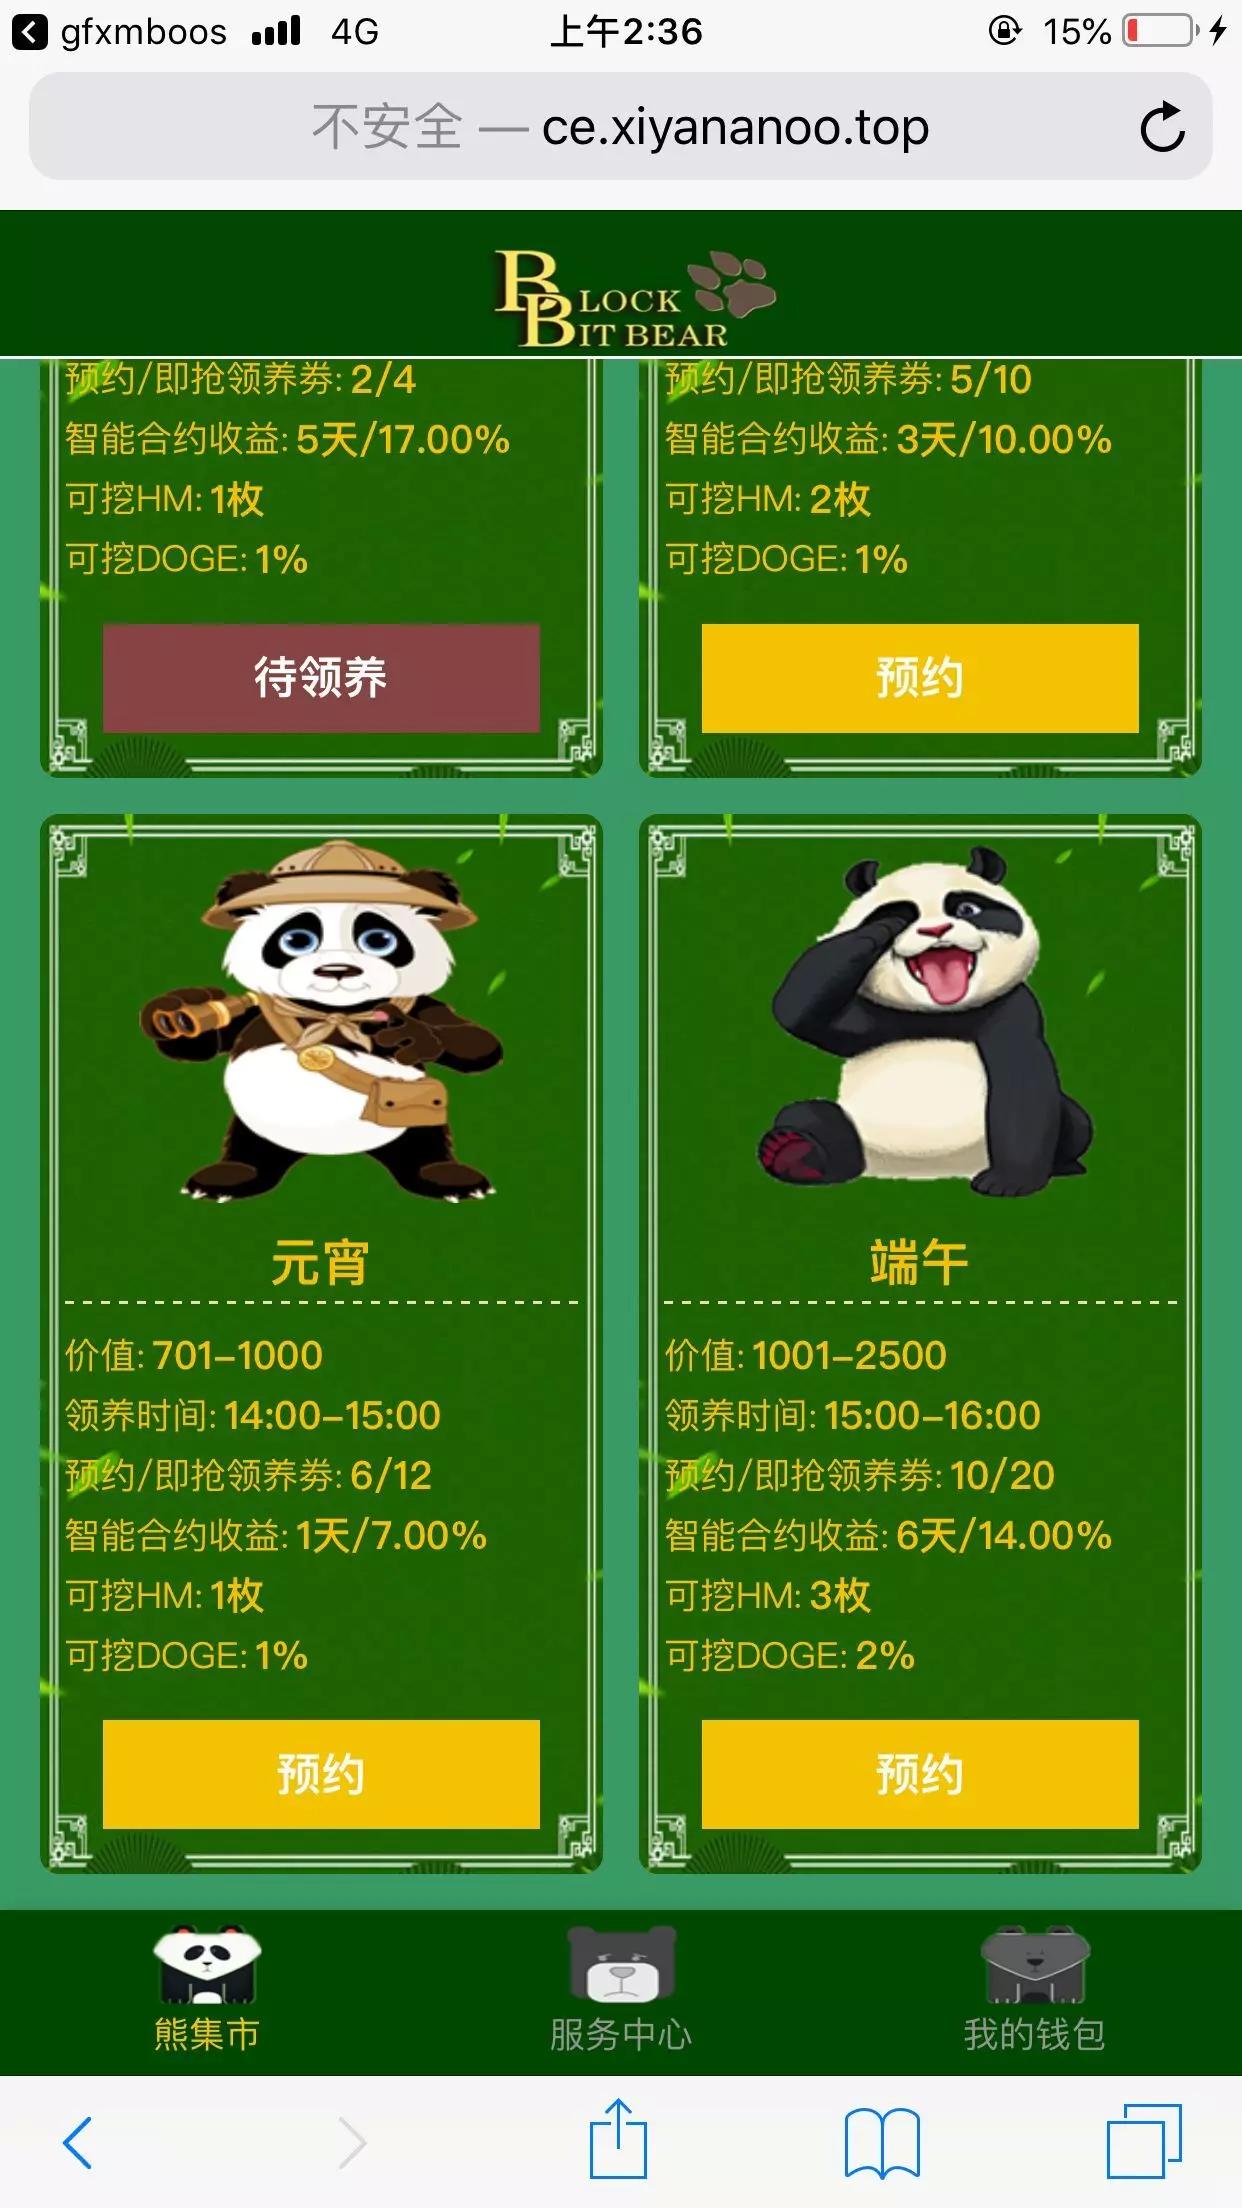 gfxmboos 4G 上午2:36 15%
不安全 — ce.xiyananoo.top
BLOCK
BIT BEAR
预约/即抢领养劵: 2/4
智能合约收益: 5天/17.00%
可挖HM: 1枚
可挖DOGE: 1%
待领养
预约/即抢领养劵: 5/10
智能合约收益: 3天/10.00%
可挖HM: 2枚
可挖DOGE: 1%
预约
元宵
价值: 701-1000
领养时间: 14:00-15:00
预约/即抢领养劵: 6/12
智能合约收益: 1天/7.00%
可挖HM: 1枚
可挖DOGE: 1%
预约
端午
价值: 1001-2500
领养时间: 15:00-16:00
预约/即抢领养劵: 10/20
智能合约收益: 6天/14.00%
可挖HM: 3枚
可挖DOGE: 2%
预约
熊集市
服务中心
我的钱包